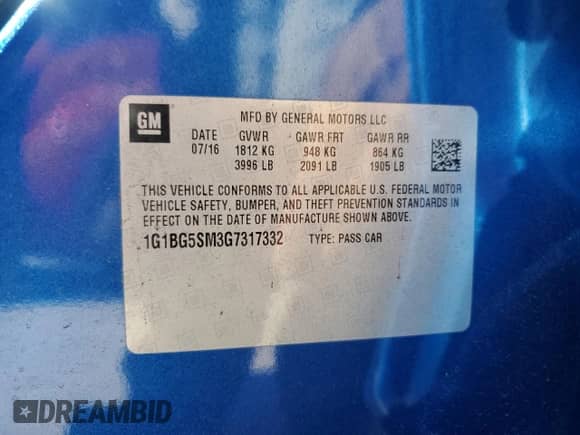 GM
MFD BY GENERAL MOTORS LLC
DATE GVWR GAWR FRT GAWR RR
07/16 1812 KG 948 KG 864 KG
3996 LB 2091 LB 1905 LB
THIS VEHICLE CONFORMS TO ALL APPLICABLE U.S. FEDERAL MOTOR
VEHICLE SAFETY, BUMPER, AND THEFT PREVENTION STANDARDS IN
EFFECT ON THE DATE OF MANUFACTURE SHOWN ABOVE.
1G1BG5SM3G7317332 TYPE: PASS CAR
DREAMBID